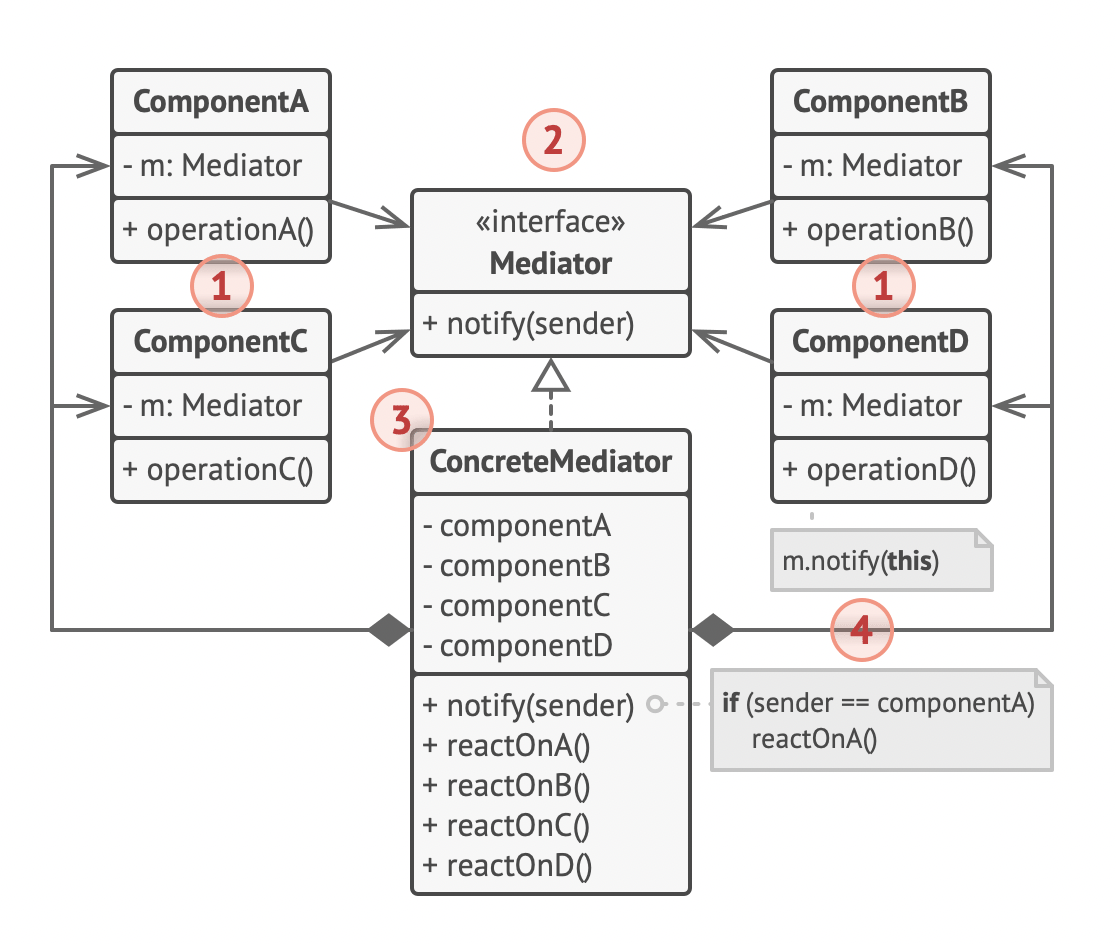 ComponentA
- m: Mediator
+ operationA()
1
ComponentC
- m: Mediator
+ operationC()
2
«interface»
Mediator
+ notify(sender)
3
ConcreteMediator
- componentA
- componentB
- componentC
- componentD
+ notify(sender)
+ reactOnA()
+ reactOnB()
+ reactOnC()
+ reactOnD()
ComponentB
- m: Mediator
+ operationB()
1
ComponentD
- m: Mediator
+ operationD()
m.notify(this)
4
if (sender == componentA)
reactOnA()